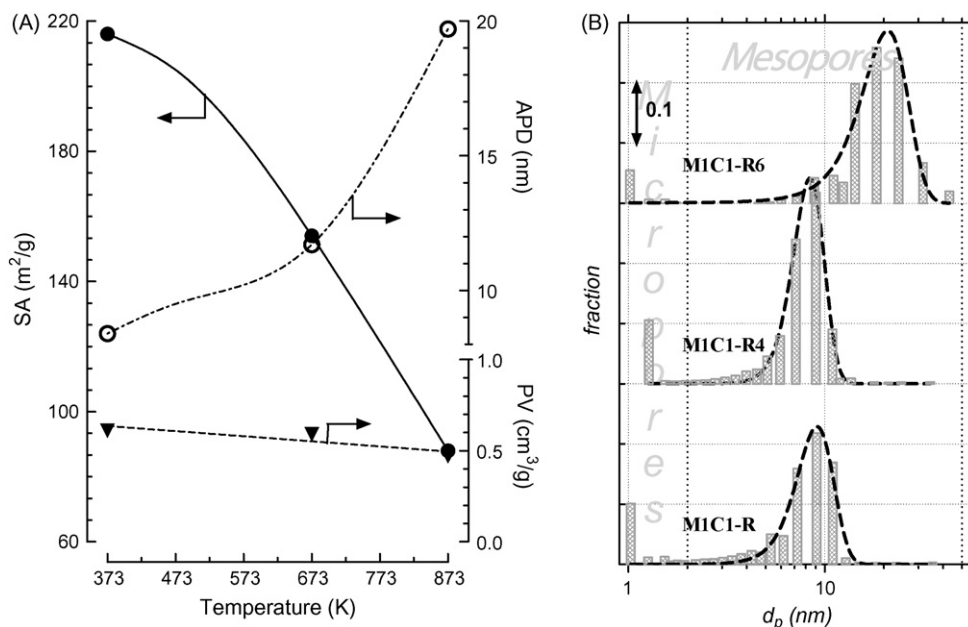 (A)
220
180
140
100
60
SA (m²/g)
20
15
10
APD (nm)
1.0
0.5
0.0
PV (cm³/g)
373 473 573 673 773 873
Temperature (K)
(B)
Mesopores
Micropores
0.1
M1C1-R6
M1C1-R4
M1C1-R
fraction
1 10
dₚ (nm)